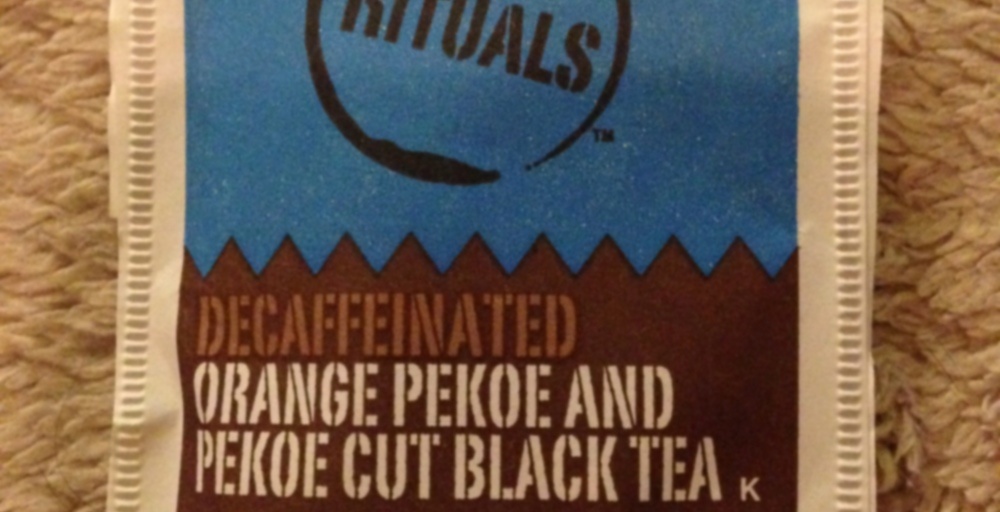 RITUALS
™
DECAFFEINATED
ORANGE PEKOE AND
PEKOE CUT BLACK TEA K